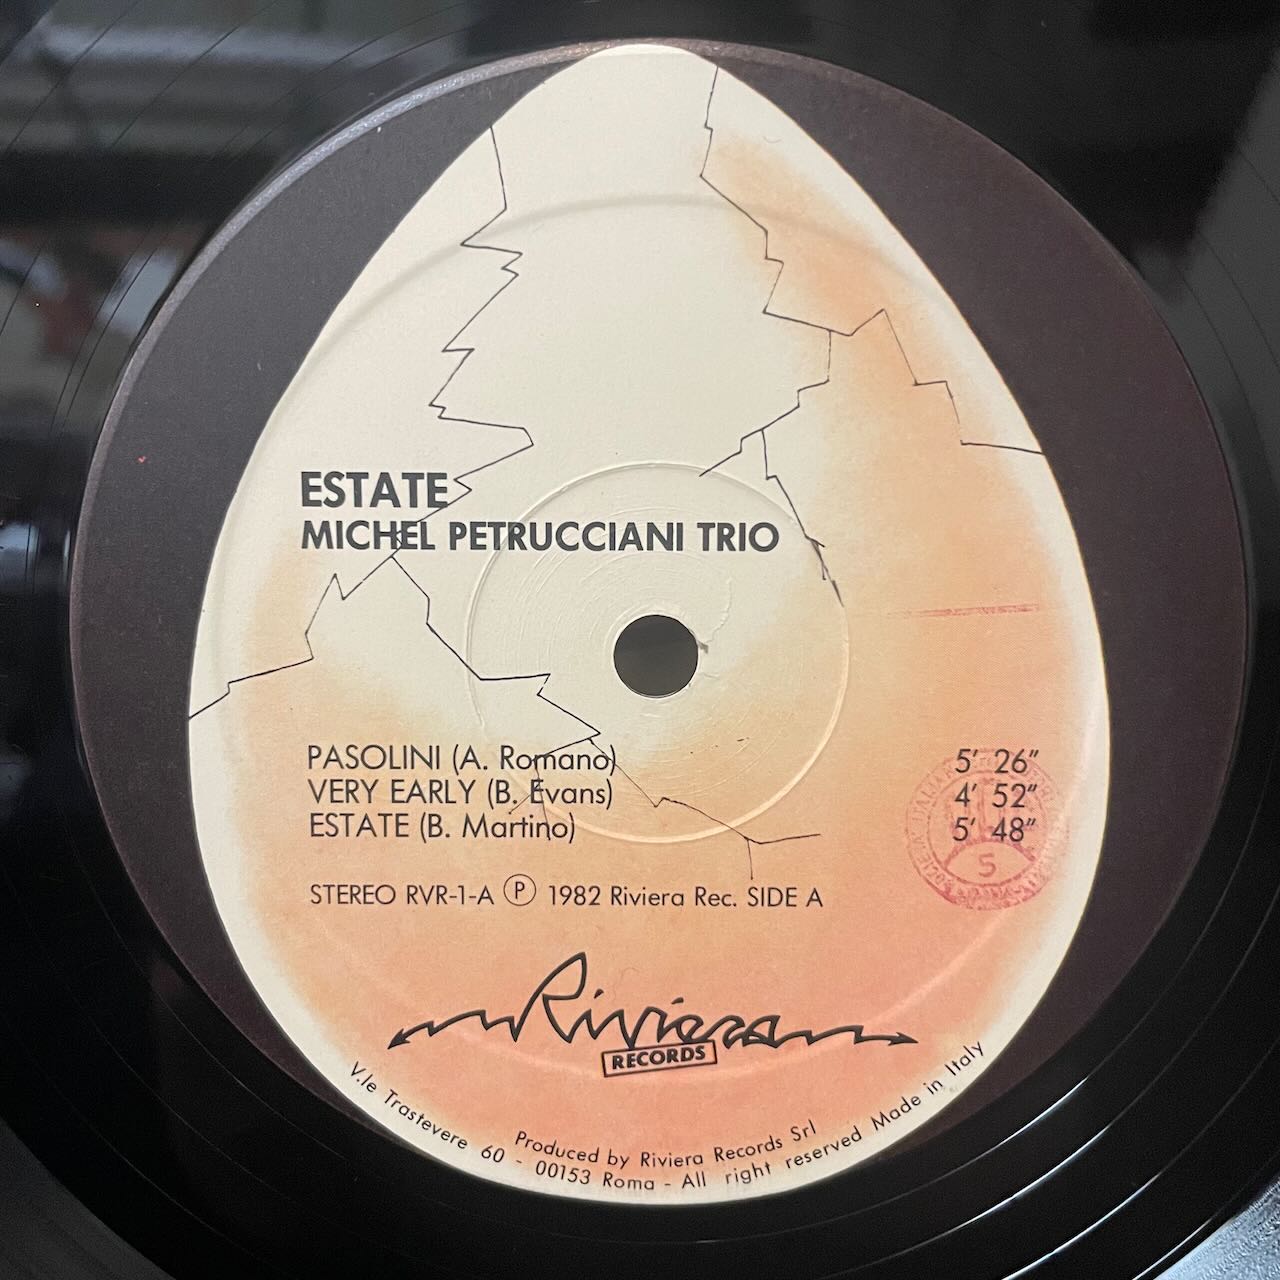 ESTATE
MICHEL PETRUCCIANI TRIO
PASOLINI (A. Romano) 5' 26"
VERY EARLY (B. Evans) 4' 52"
ESTATE (B. Martino) 5' 48"
5
STEREO RVR-1-A Ⓟ 1982 Riviera Rec. SIDE A
Riviera
RECORDS
Produced by Riviera Records Srl
V.le Trastevere 60 - 00153 Roma - All right reserved Made in Italy